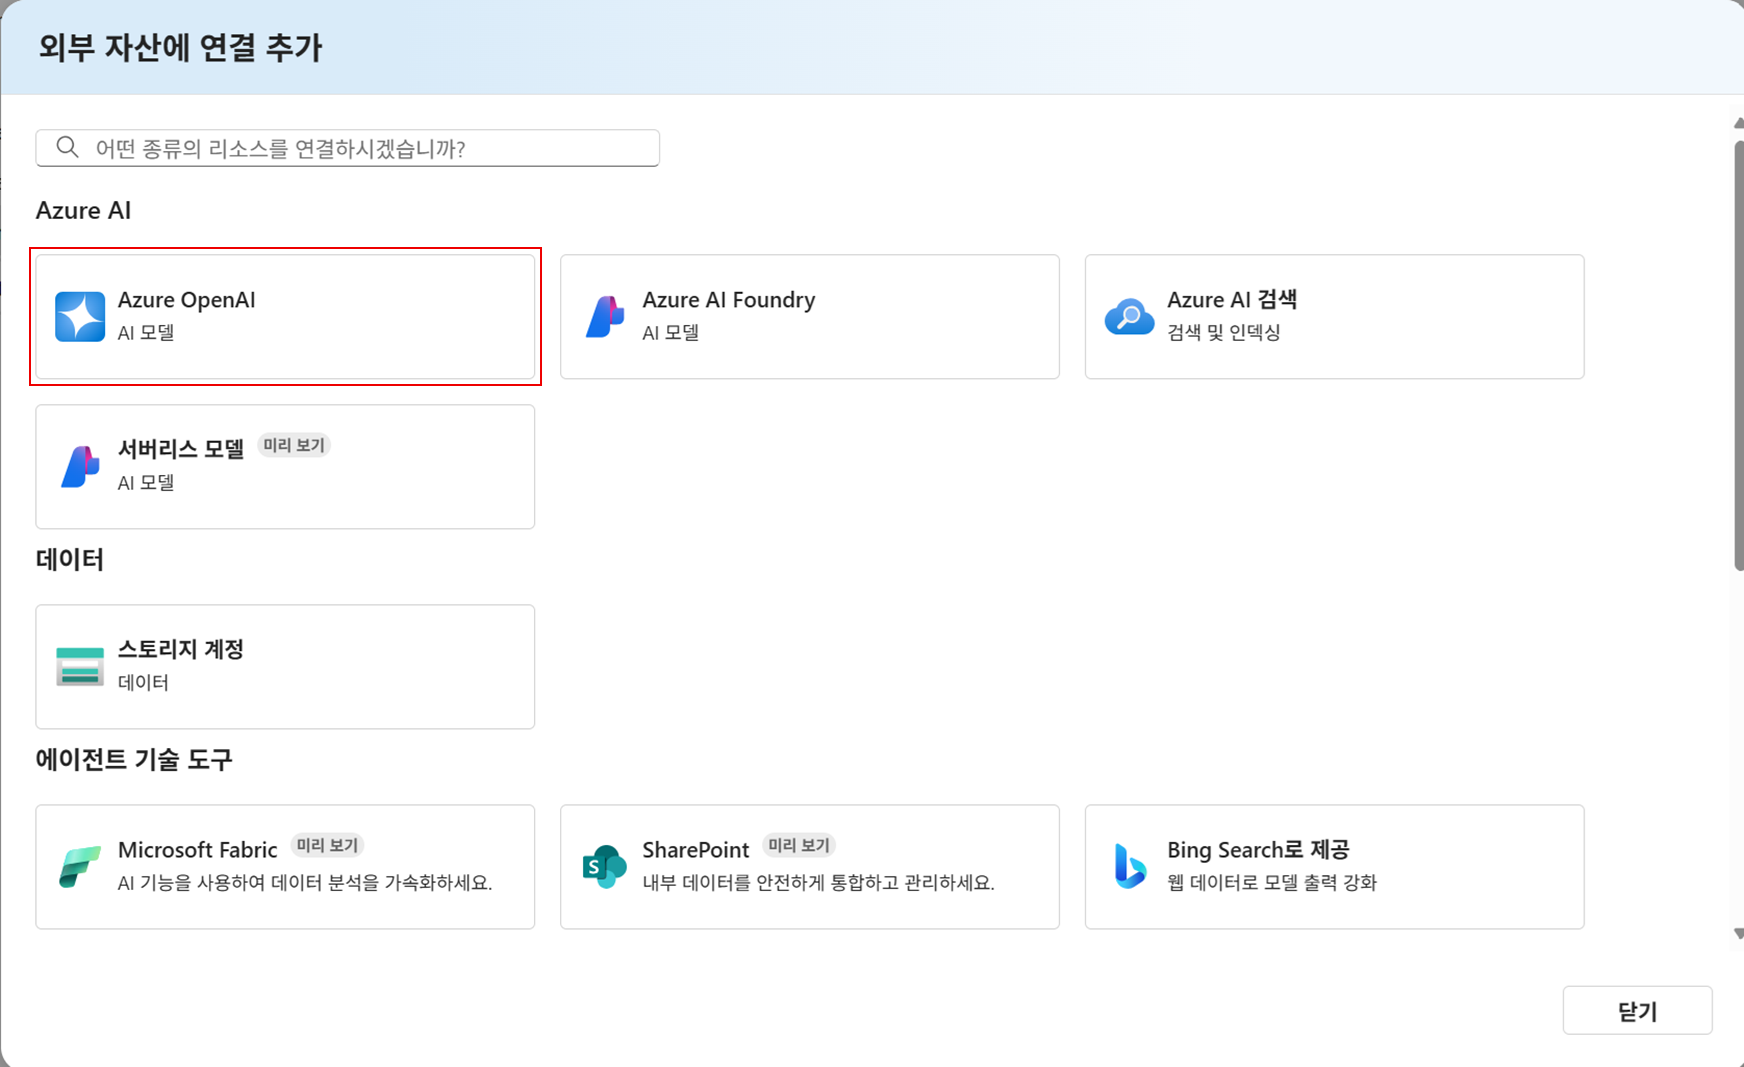 외부 자산에 연결 추가
어떤 종류의 리소스를 연결하시겠습니까?
Azure AI
Azure OpenAI
AI 모델
Azure AI Foundry
AI 모델
Azure AI 검색
검색 및 인덱싱
서버리스 모델 미리 보기
AI 모델
데이터
스토리지 계정
데이터
에이전트 기술 도구
Microsoft Fabric 미리 보기
AI 기능을 사용하여 데이터 분석을 가속화하세요.
SharePoint 미리 보기
내부 데이터를 안전하게 통합하고 관리하세요.
Bing Search로 제공
웹 데이터로 모델 출력 강화
닫기